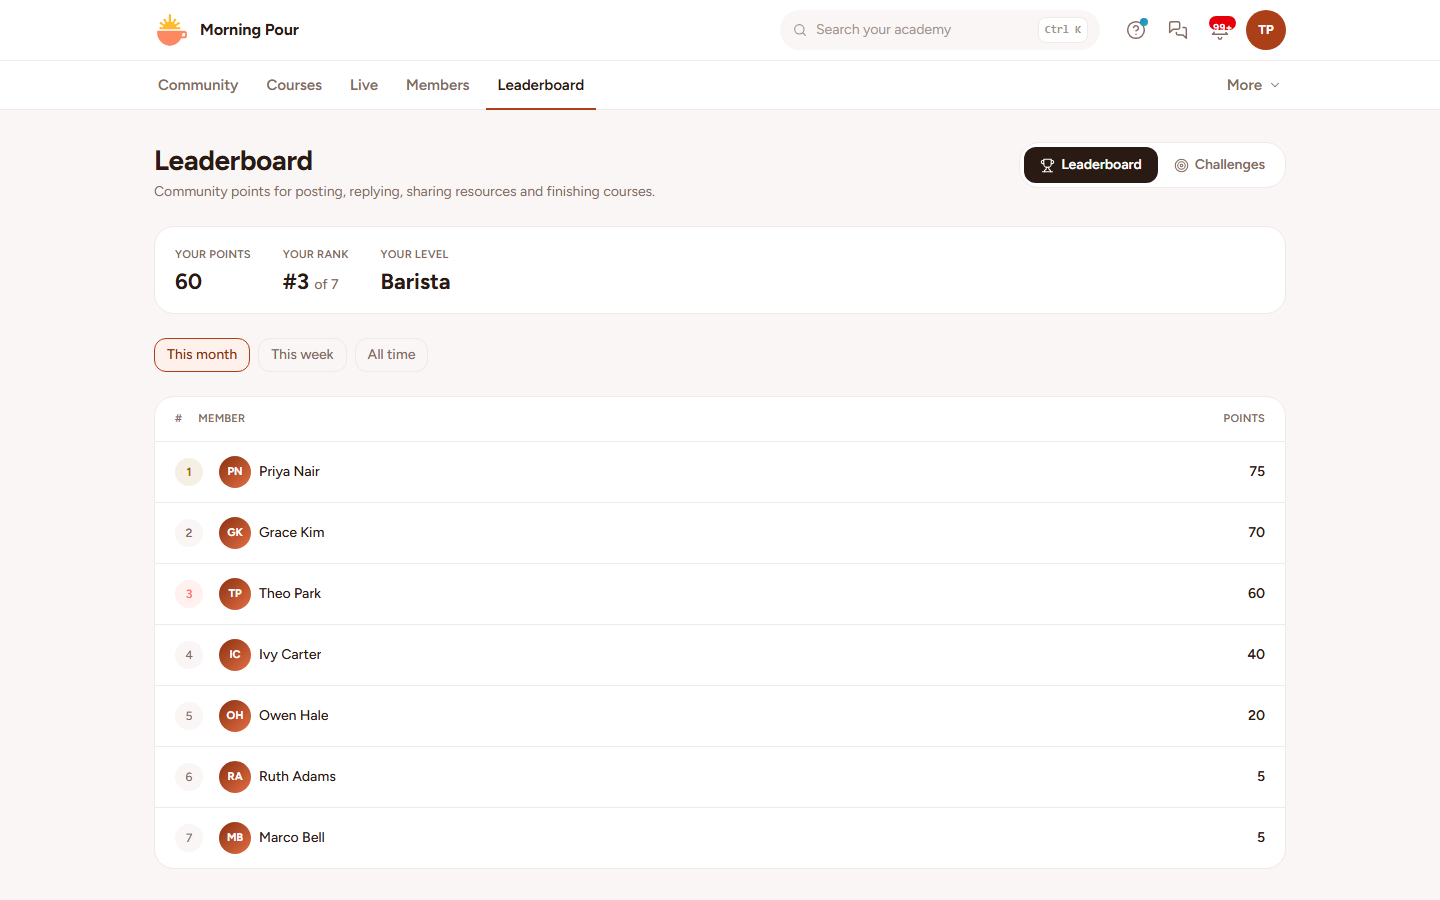 Morning Pour
Search your academy
Ctrl K
99+
TP
Community
Courses
Live
Members
Leaderboard
More
Leaderboard
Community points for posting, replying, sharing resources and finishing courses.
Leaderboard
Challenges
YOUR POINTS
60
YOUR RANK
#3 of 7
YOUR LEVEL
Barista
This month
This week
All time
# MEMBER POINTS
1 PN Priya Nair 75
2 GK Grace Kim 70
3 TP Theo Park 60
4 IC Ivy Carter 40
5 OH Owen Hale 20
6 RA Ruth Adams 5
7 MB Marco Bell 5